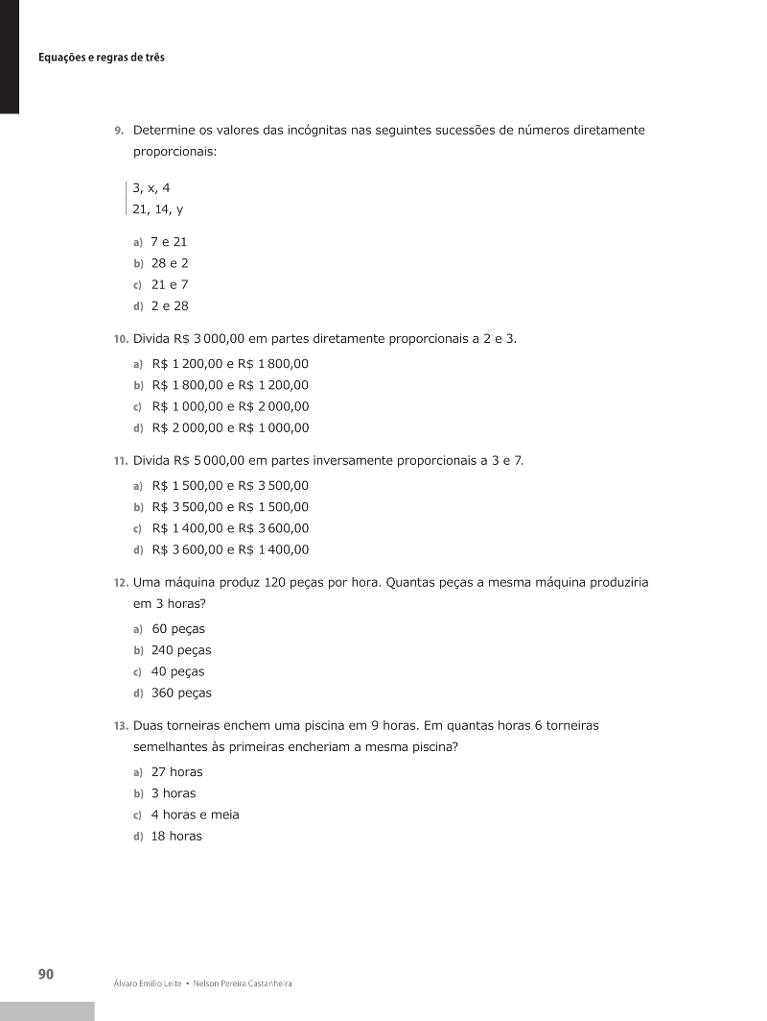 Equações e regras de três
9. Determine os valores das incógnitas nas seguintes sucessões de números diretamente
proporcionais:
3, x, 4
21, 14, y
a) 7 e 21
b) 28 e 2
c) 21 e 7
d) 2 e 28
10. Divida R$ 3 000,00 em partes diretamente proporcionais a 2 e 3.
a) R$ 1 200,00 e R$ 1 800,00
b) R$ 1 800,00 e R$ 1 200,00
c) R$ 1 000,00 e R$ 2 000,00
d) R$ 2 000,00 e R$ 1 000,00
11. Divida R$ 5 000,00 em partes inversamente proporcionais a 3 e 7.
a) R$ 1 500,00 e R$ 3 500,00
b) R$ 3 500,00 e R$ 1 500,00
c) R$ 1 400,00 e R$ 3 600,00
d) R$ 3 600,00 e R$ 1 400,00
12. Uma máquina produz 120 peças por hora. Quantas peças a mesma máquina produziria
em 3 horas?
a) 60 peças
b) 240 peças
c) 40 peças
d) 360 peças
13. Duas torneiras enchem uma piscina em 9 horas. Em quantas horas 6 torneiras
semelhantes às primeiras encheriam a mesma piscina?
a) 27 horas
b) 3 horas
c) 4 horas e meia
d) 18 horas
90
Álvaro Emílio Leite • Nelson Pereira Castanheira